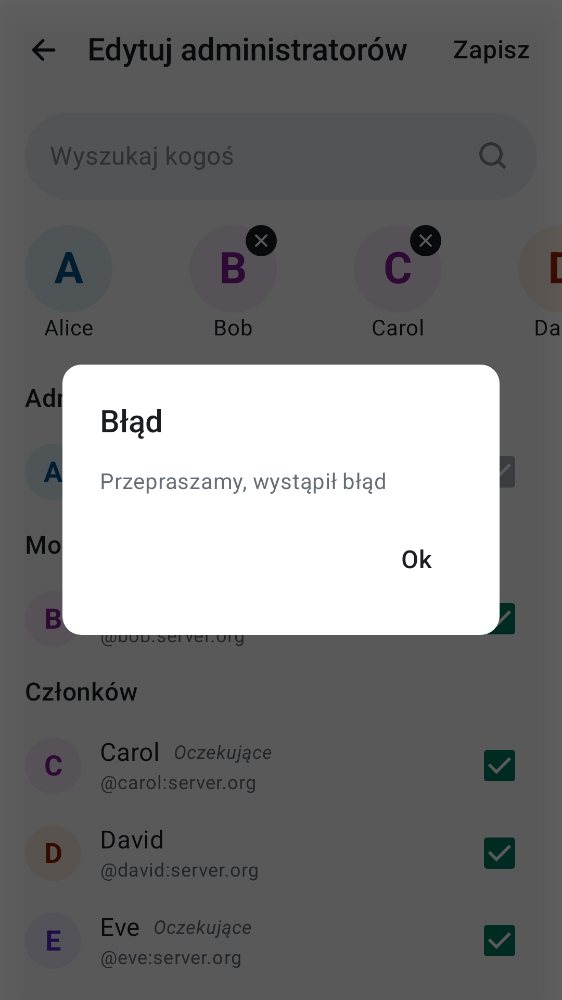 Edytuj administratorów
Zapisz
Wyszukaj kogoś
A
B
C
Alice
Bob
Carol
Da
Błąd
Przepraszamy, wystąpił błąd
Ok
Adr
A
Mo
B
@bob:server.org
Członków
C
Carol Oczekujące
@carol:server.org
D
David
@david:server.org
E
Eve Oczekujące
@eve:server.org